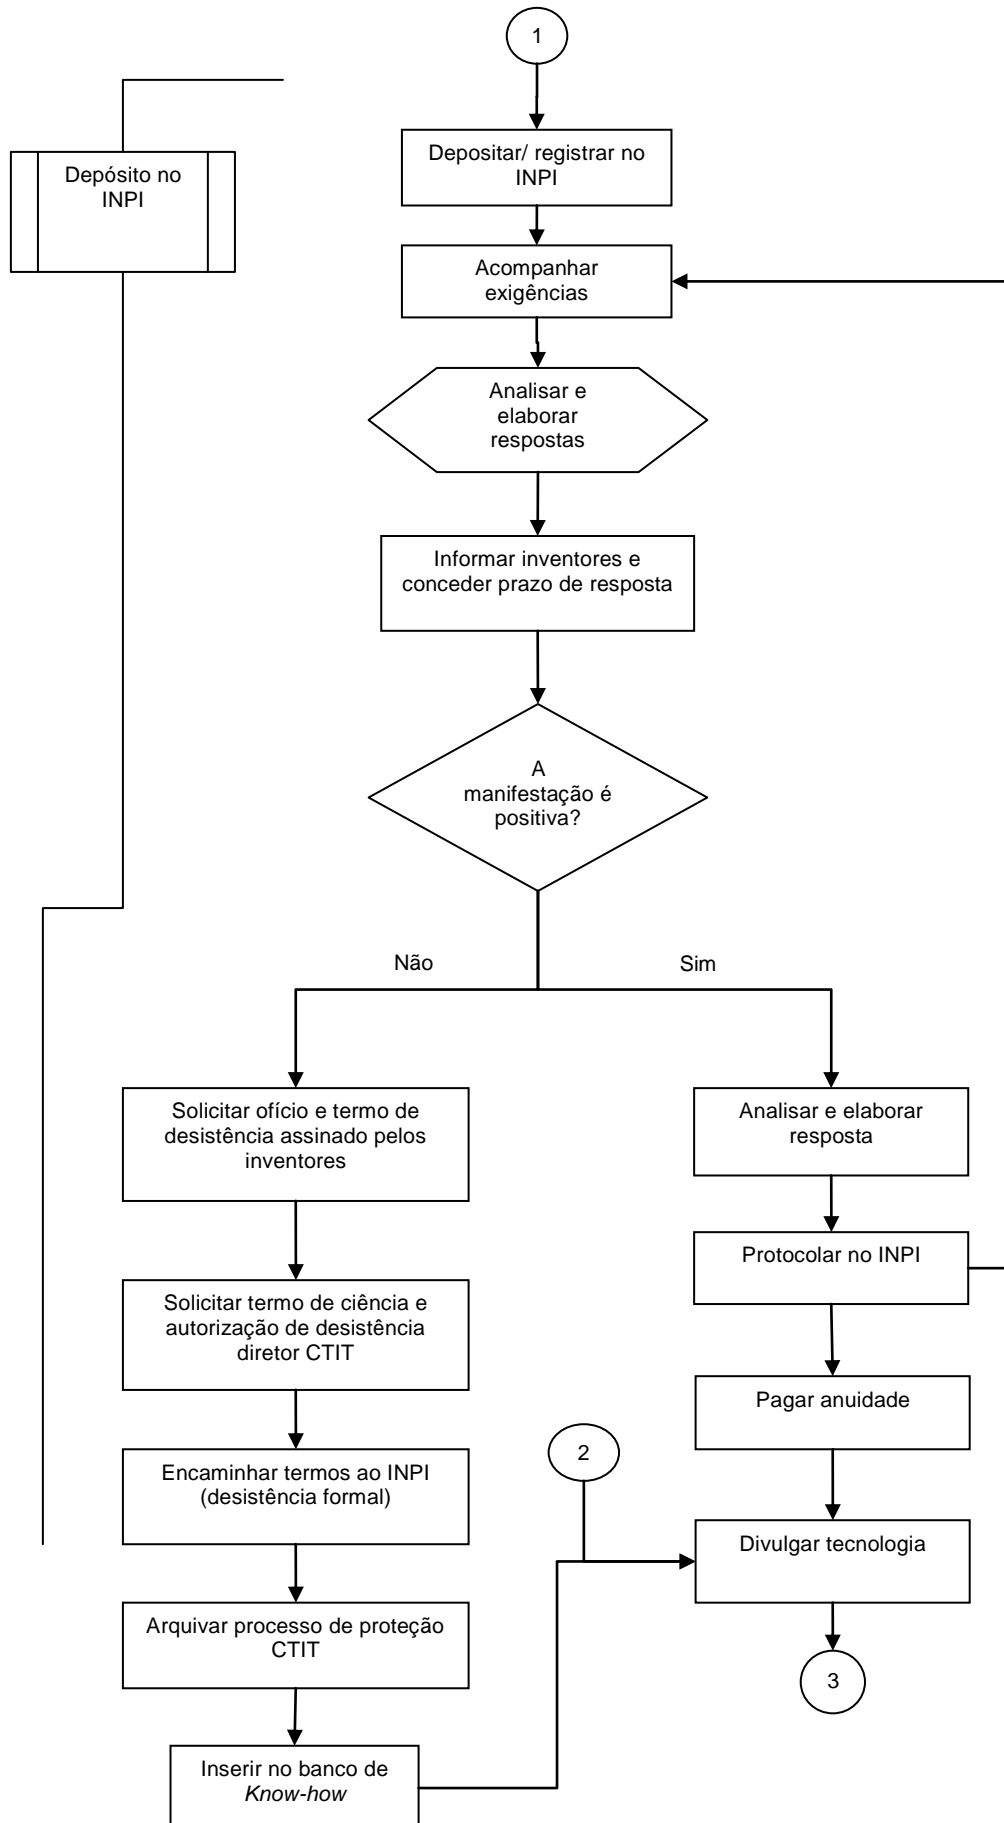 1
Depositar/ registrar no
INPI
Depósito no
INPI
Acompanhar
exigências
Analisar e
elaborar
respostas
Informar inventores e
conceder prazo de resposta
A
manifestação é
positiva?
Não
Sim
Solicitar ofício e termo de
desistência assinado pelos
inventores
Analisar e elaborar
resposta
Solicitar termo de ciência e
autorização de desistência
diretor CTIT
Protocolar no INPI
Pagar anuidade
2
Encaminhar termos ao INPI
(desistência formal)
Divulgar tecnologia
Arquivar processo de proteção
CTIT
3
Inserir no banco de
Know-how